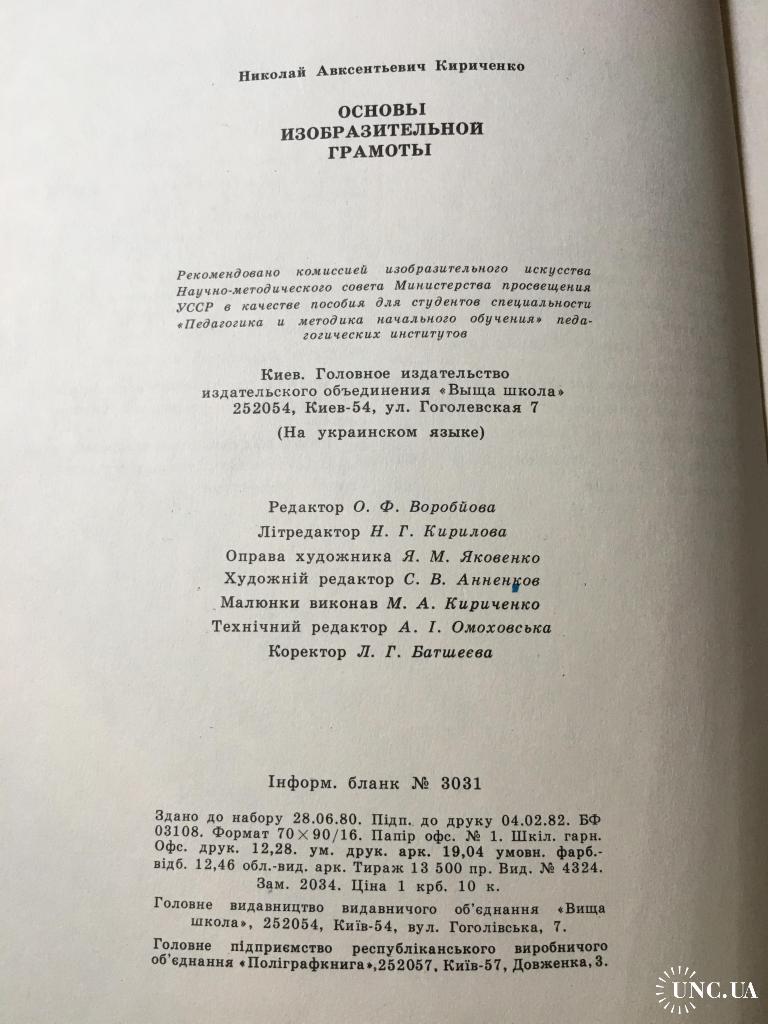 Николай Авксентьевич Кириченко
ОСНОВЫ
ИЗОБРАЗИТЕЛЬНОЙ
ГРАМОТЫ
Рекомендовано комиссией изобразительного искусства
Научно-методического совета Министерства просвещения
УССР в качестве пособия для студентов специальности
«Педагогика и методика начального обучения» педа-
гогических институтов
Киев. Головное издательство
издательского объединения «Выща школа»
252054, Киев-54, ул. Гоголевская 7
(На украинском языке)
Редактор О. Ф. Воробйова
Літредактор Н. Г. Кирилова
Оправа художника Я. М. Яковенко
Художній редактор С. В. Анненков
Малюнки виконав М. А. Кириченко
Технічний редактор А. І. Омоховська
Коректор Л. Г. Батшеєва
Інформ. бланк № 3031
Здано до набору 28.06.80. Підп. до друку 04.02.82. БФ
03108. Формат 70×90/16. Папір офс. № 1. Шкіл. гарн.
Офс. друк. 12,28. ум. друк. арк. 19,04 умовн. фарб.-
відб. 12,46 обл.-вид. арк. Тираж 13 500 пр. Вид. № 4324.
Зам. 2034. Ціна 1 крб. 10 к.
Головне видавництво видавничого об'єднання «Вища
школа», 252054, Київ-54, вул. Гоголівська, 7.
Головне підприємство республіканського виробничого
об'єднання «Поліграфкнига»,252057, Київ-57, Довженка,3.
UNC.UA